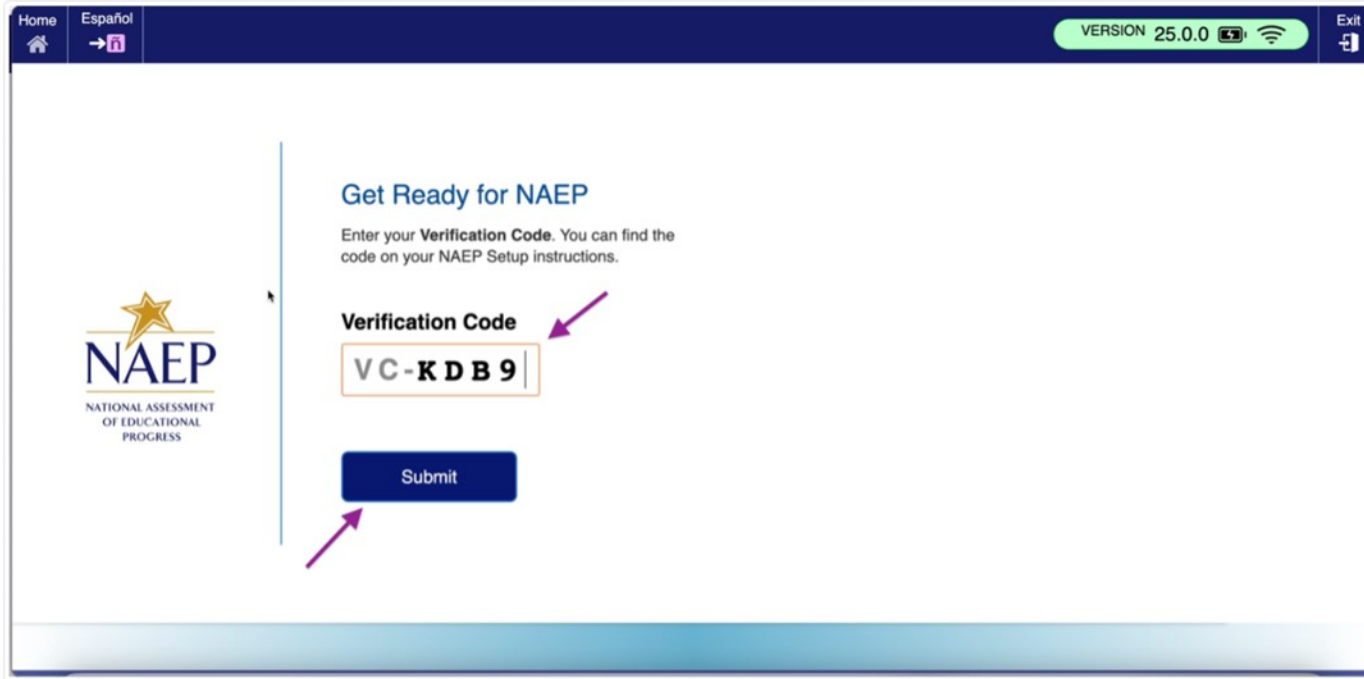 Home
Español
→ñ
VERSION 25.0.0
Exit
Get Ready for NAEP
Enter your Verification Code. You can find the
code on your NAEP Setup instructions.
Verification Code
VC-KDB9
Submit
NAEP
NATIONAL ASSESSMENT
OF EDUCATIONAL
PROGRESS